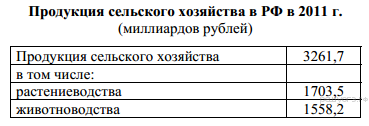 Продукция сельского хозяйства в РФ в 2011 г.
(миллиардов рублей)
Продукция сельского хозяйства 3261,7
в том числе:
растениеводства 1703,5
животноводства 1558,2